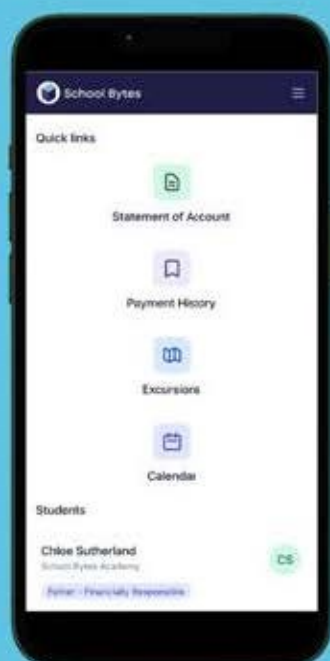 School Bytes
Quick links
Statement of Account
Payment History
Excursions
Calendar
Students
Chloe Sutherland
CS
School Bytes Academy
Father - Financially Responsible